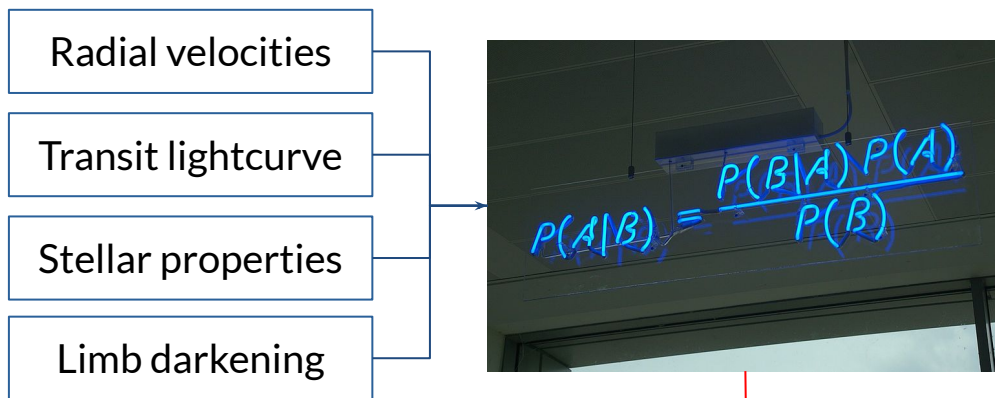 Radial velocities
Transit lightcurve
Stellar properties
Limb darkening
P(A|B) = P(B|A) P(A)
P(B)